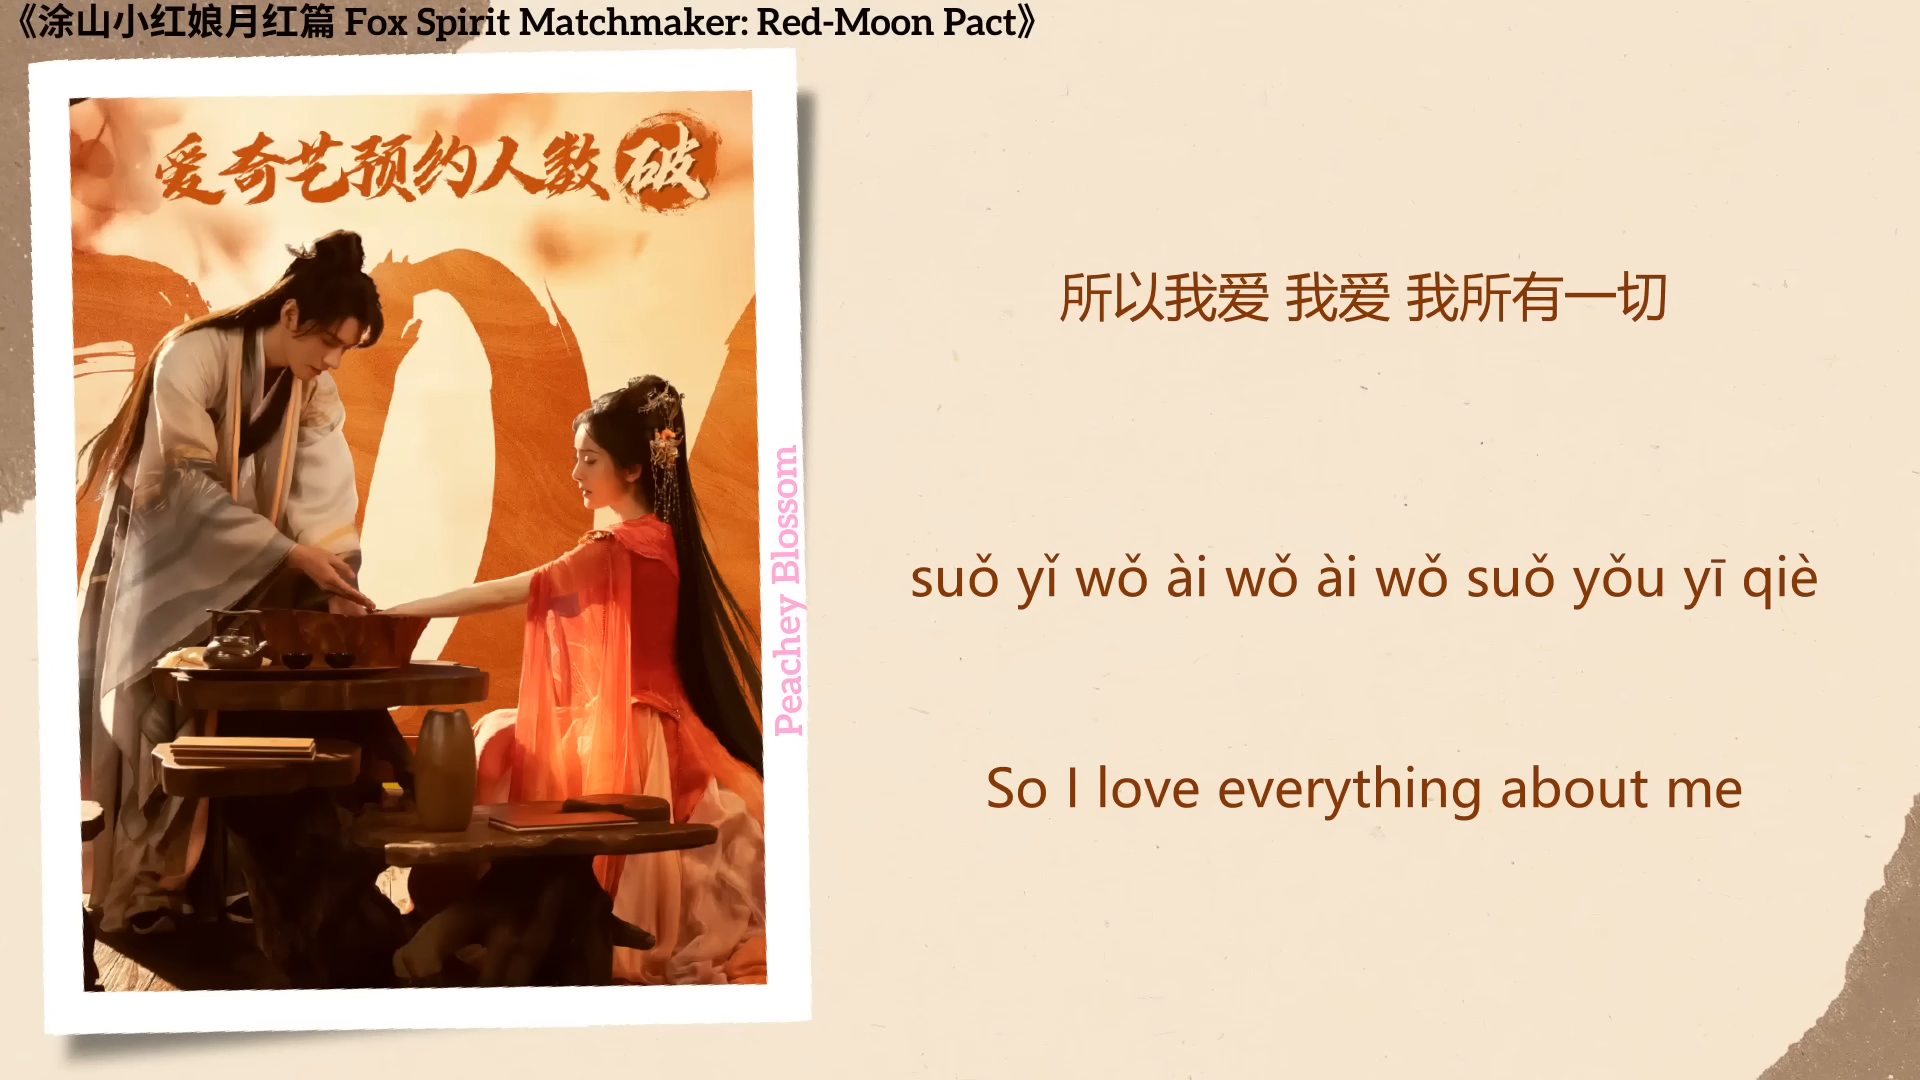 《涂山小红娘月红篇 Fox Spirit Matchmaker: Red-Moon Pact》
爱奇艺预约人数破
Peachey Blossom
所以我爱 我爱 我所有一切
suǒ yǐ wǒ ài wǒ ài wǒ suǒ yǒu yī qiè
So I love everything about me